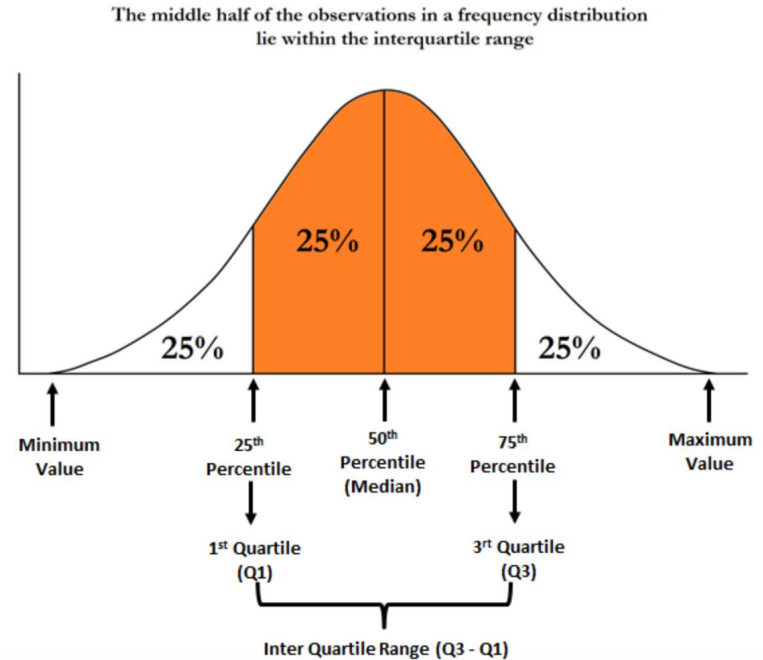 The middle half of the observations in a frequency distribution
lie within the interquartile range
25%
25%
25%
25%
Minimum
Value
25th
Percentile
50th
Percentile
(Median)
75th
Percentile
Maximum
Value
1st Quartile
(Q1)
3rt Quartile
(Q3)
Inter Quartile Range (Q3 - Q1)